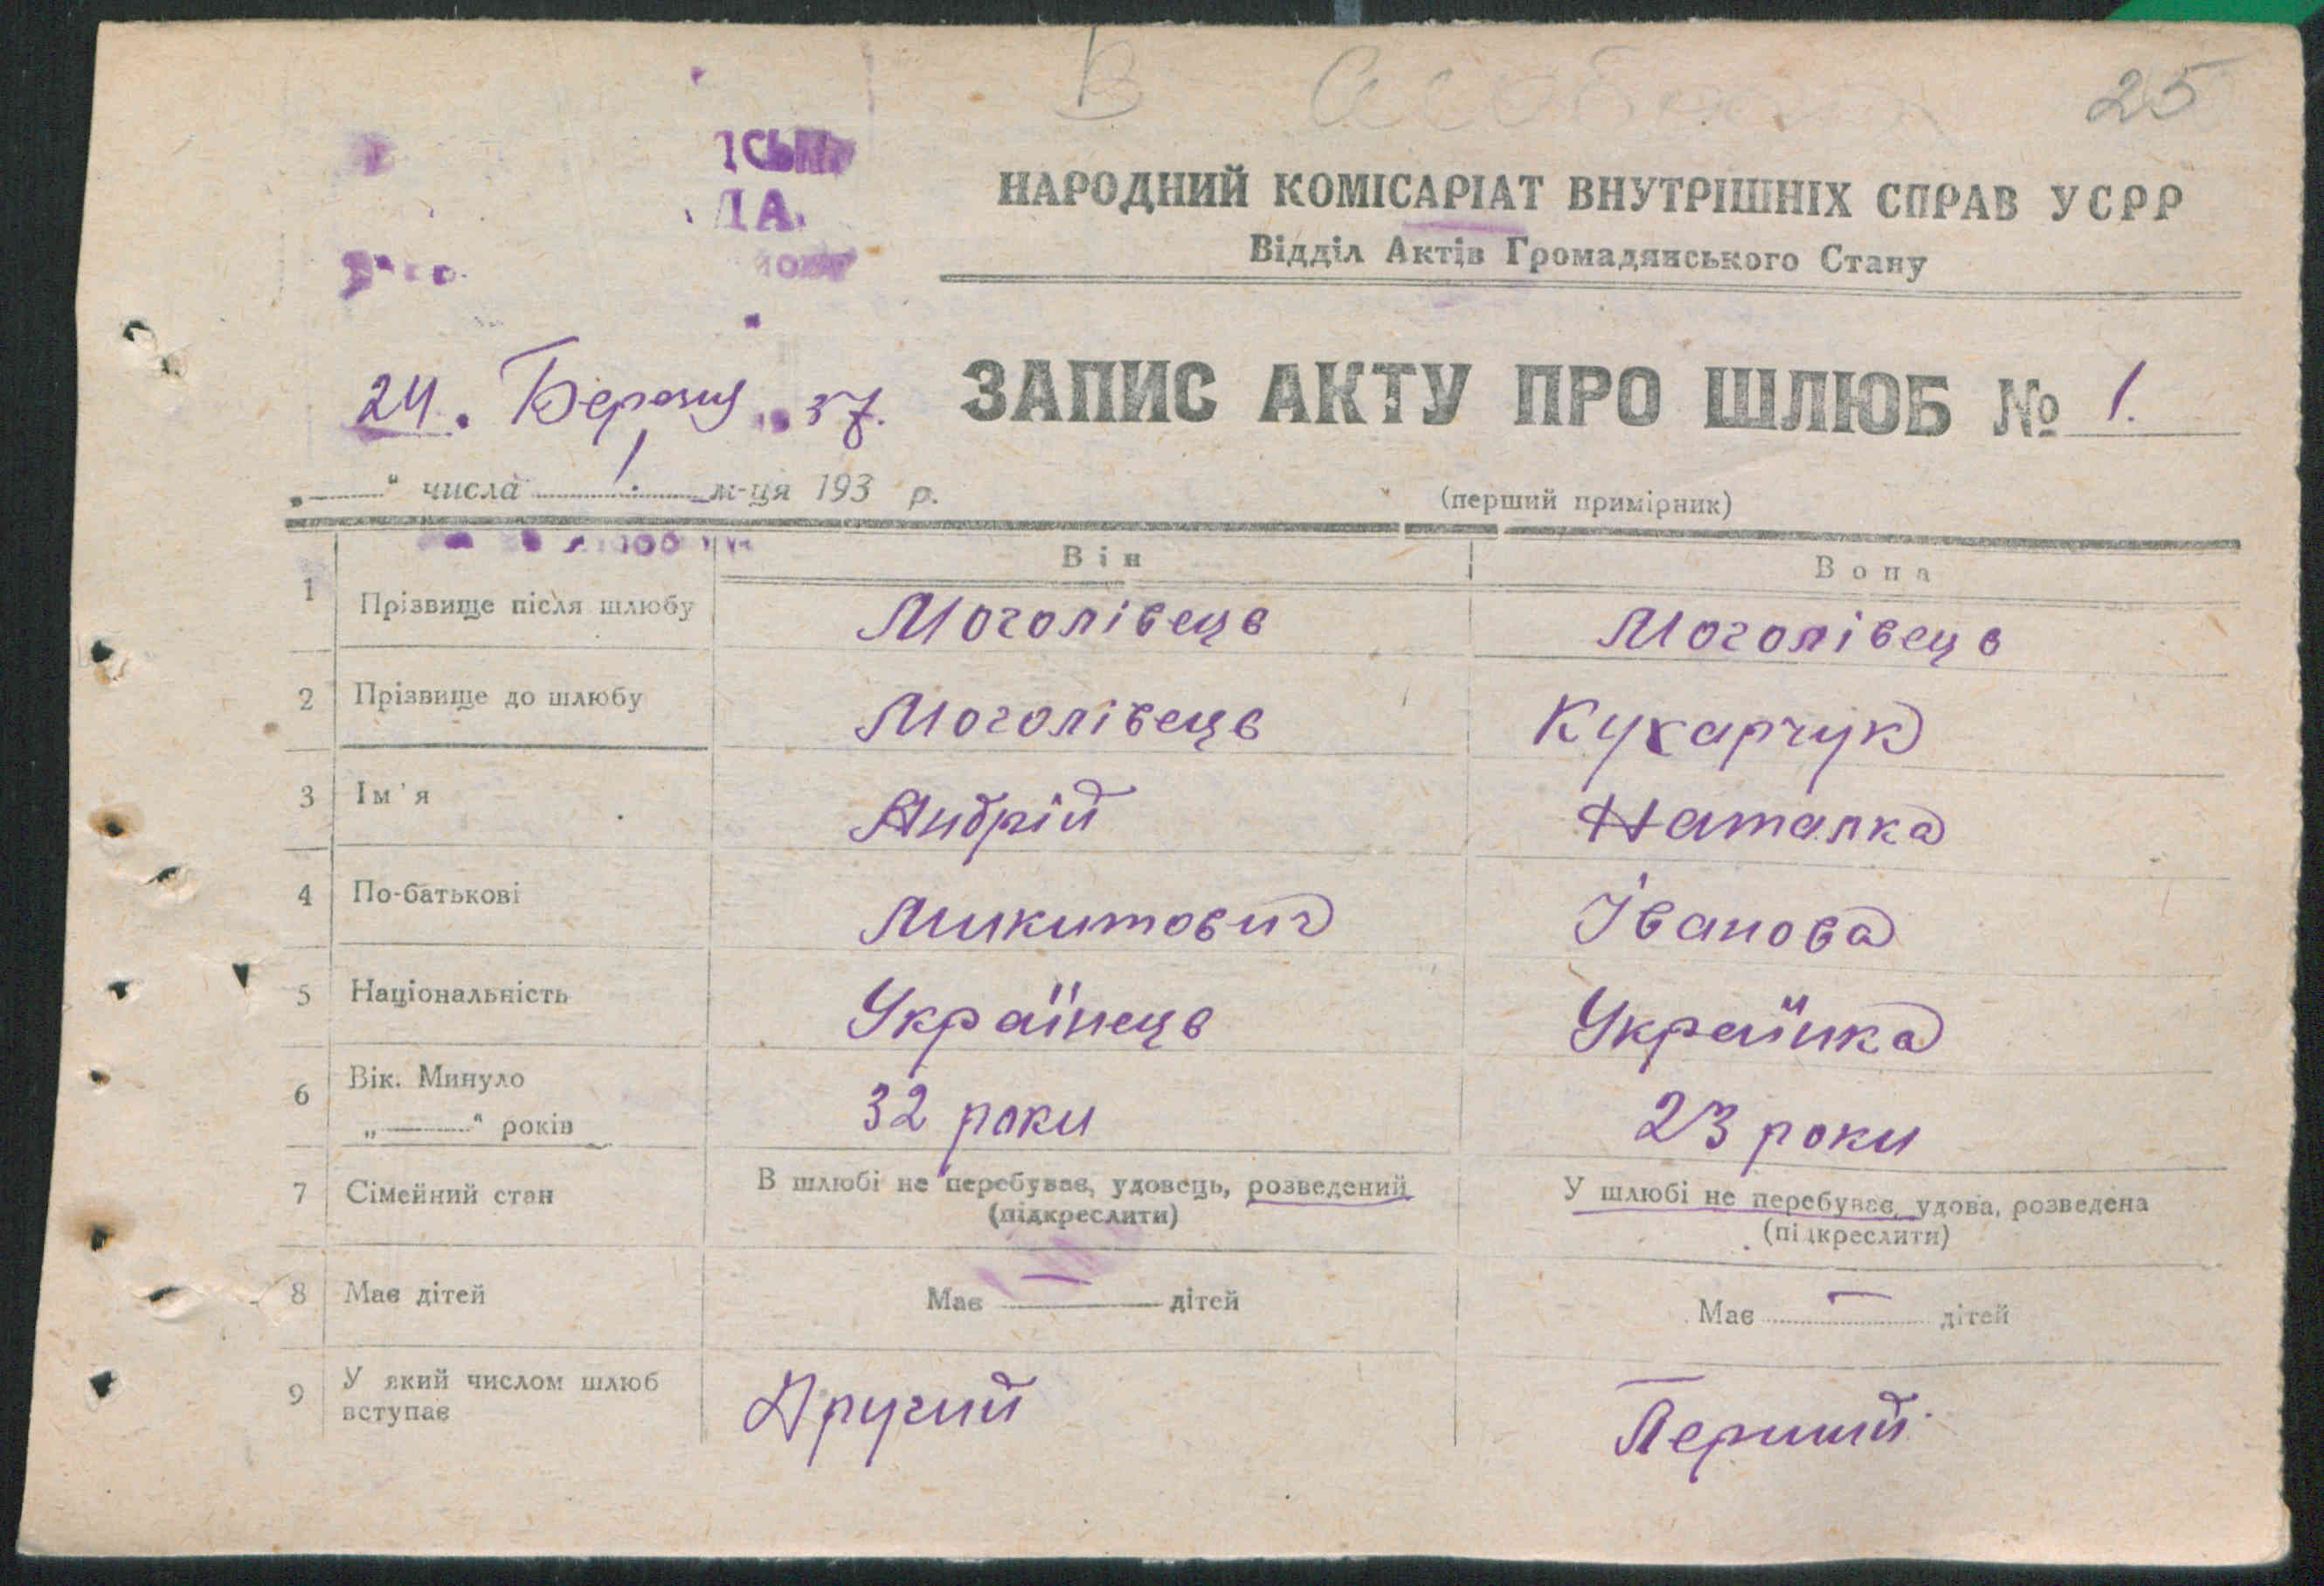 В
25
ІСЬК
ДА.
НАРОДНИЙ КОМІСАРІАТ ВНУТРІШНІХ СПРАВ УСРР
Відділ Актів Громадянського Стану
24. Березня 37.
ЗАПИС АКТУ ПРО ШЛЮБ № 1.
„——“ числа м-ця 193 р.
(перший примірник)
Він Вона
1 Прізвище після шлюбу Моголівець Моголівець
2 Прізвище до шлюбу Моголівець Кухарчук
3 Ім'я Андрій Наталка
4 По-батькові Микитович Іванова
5 Національність Українець Українка
6 Вік. Минуло
„——“ років 32 роки 23 роки
7 Сімейний стан В шлюбі не перебуває, удовець, розведений У шлюбі не перебуває, удова, розведена
(підкреслити) (підкреслити)
8 Має дітей Має — дітей Має — дітей
9 У який числом шлюб
вступає Другий Перший